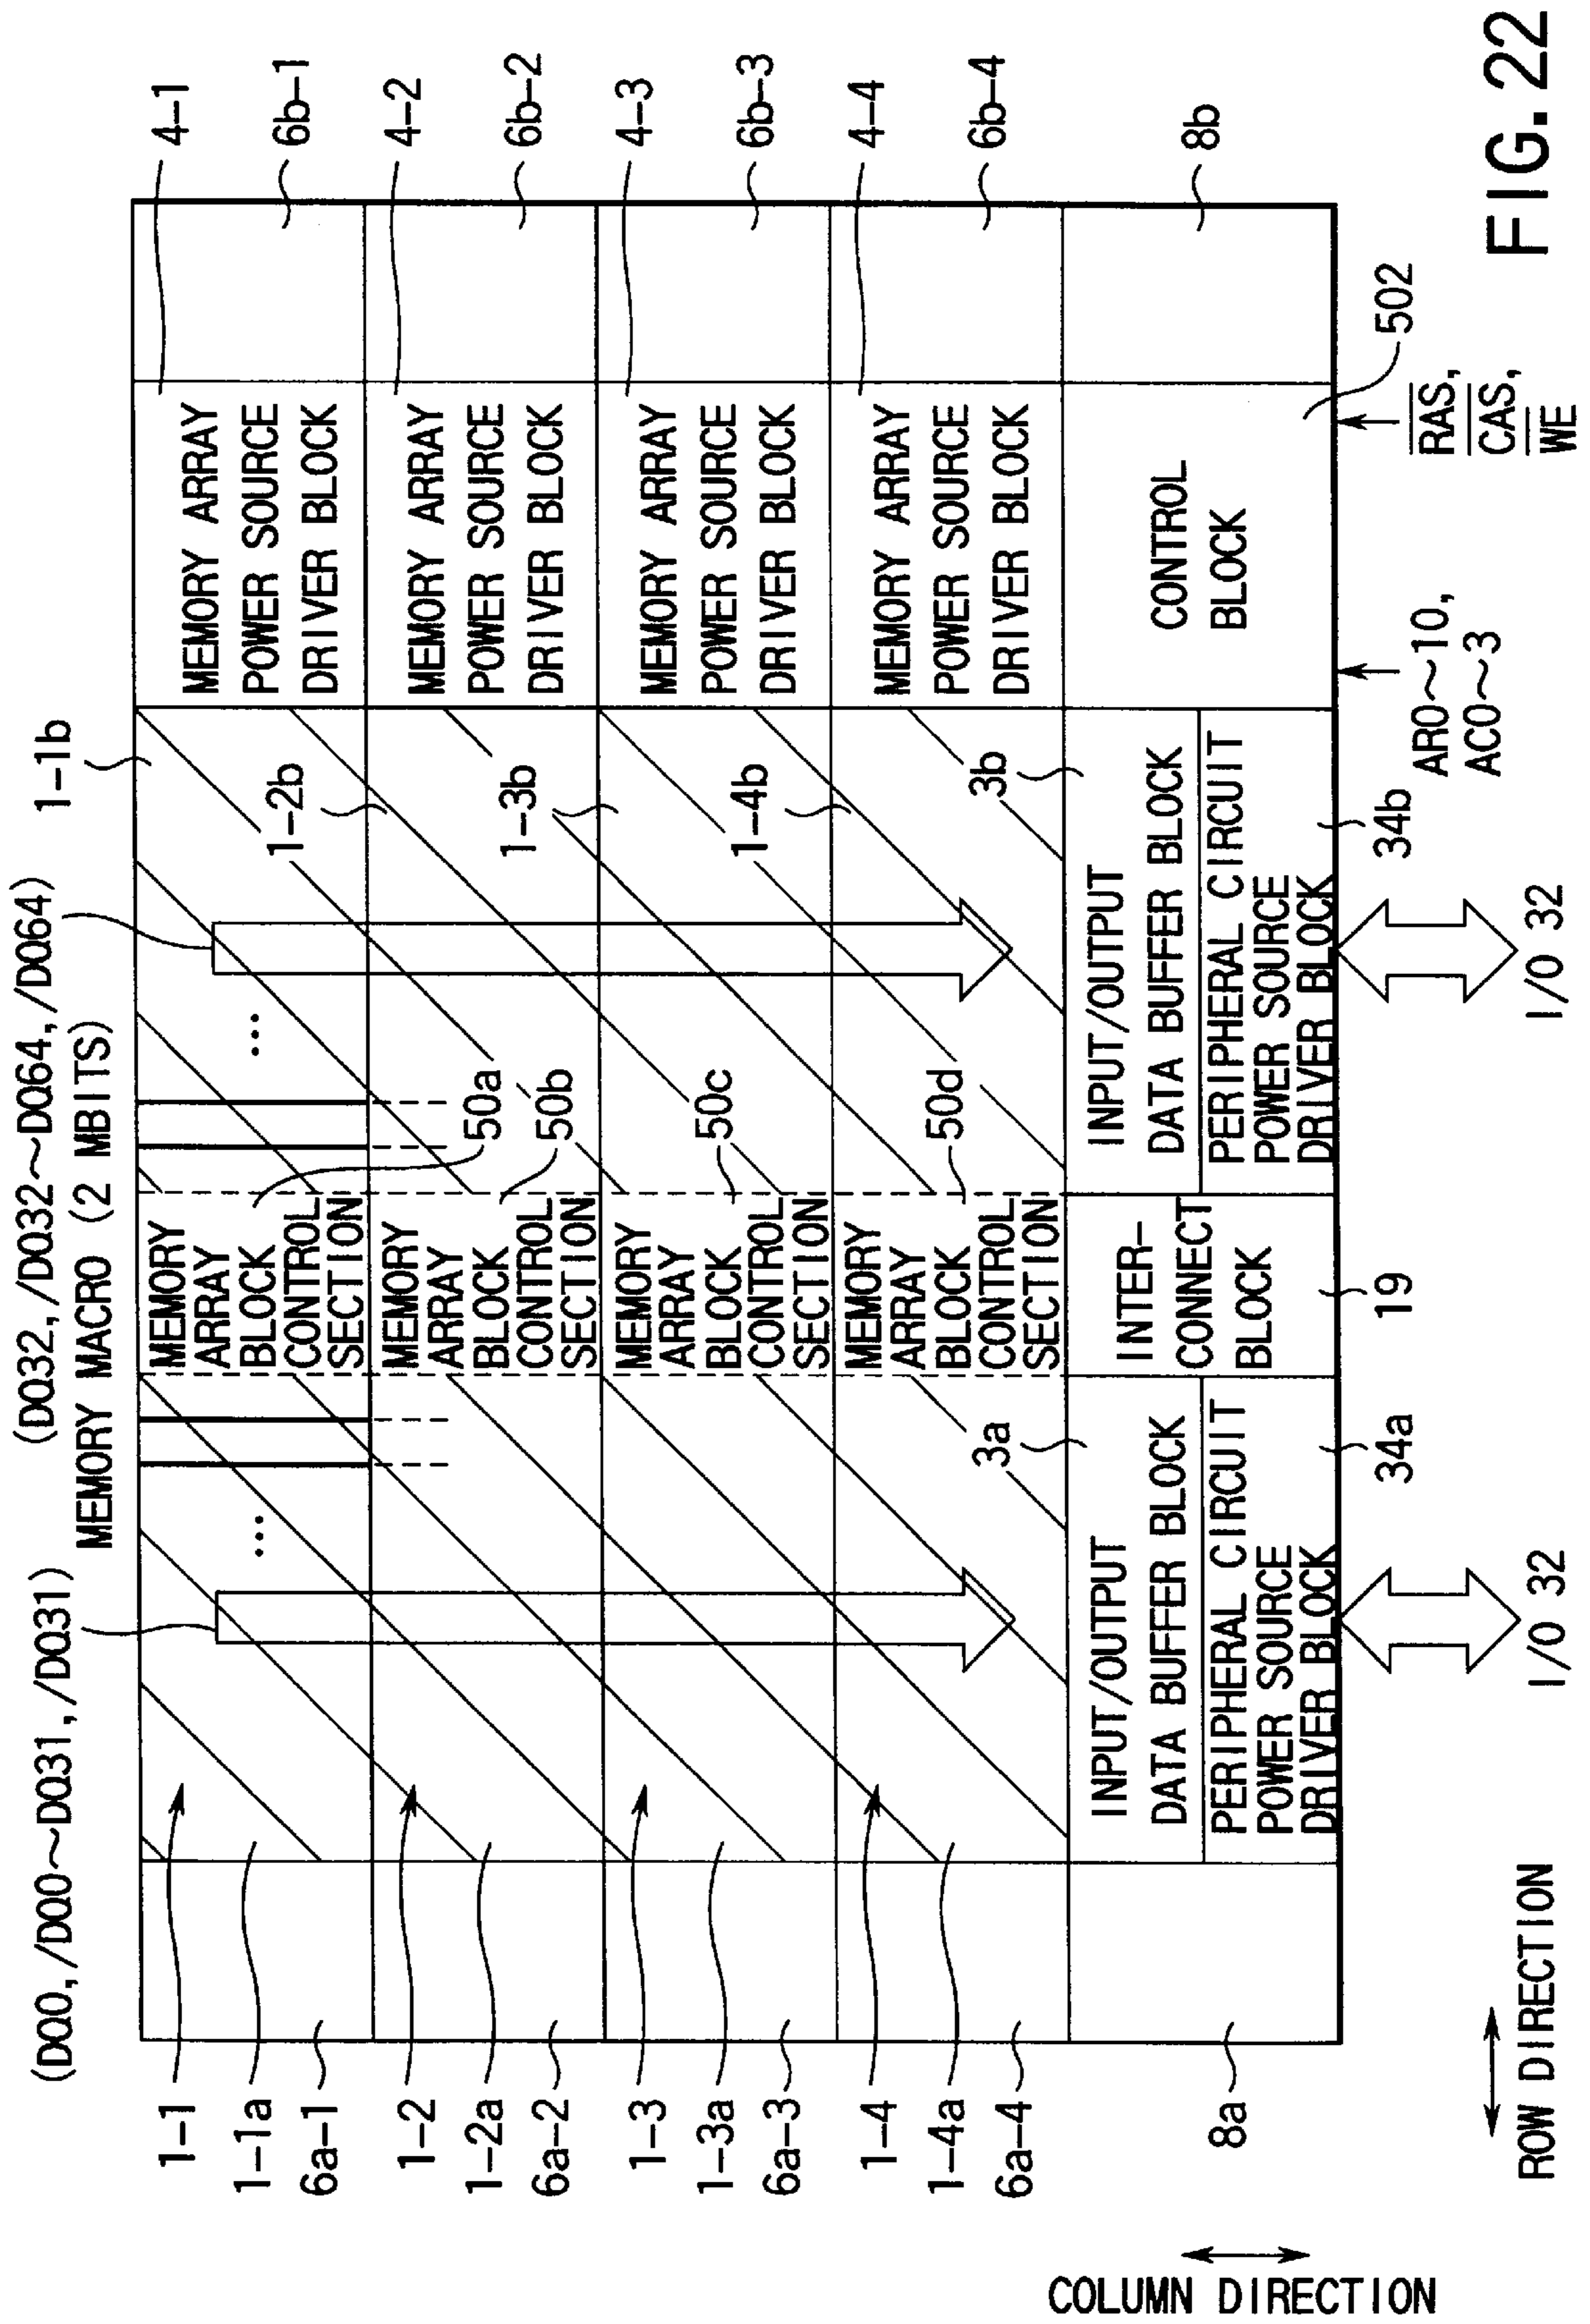 FIG. 22
(DQ0,/DQ0~DQ31,/DQ31)
(DQ32,/DQ32~DQ64,/DQ64)
MEMORY MACRO (2 MBITS)
1-1b
1-1
1-1a
6a-1
1-2
1-2a
6a-2
1-3
1-3a
6a-3
1-4
1-4a
6a-4
8a
MEMORY
ARRAY
BLOCK
CONTROL
SECTION
50a
MEMORY ARRAY
POWER SOURCE
DRIVER BLOCK
4-1
6b-1
MEMORY
ARRAY
BLOCK
CONTROL
SECTION
50b
1-2b
MEMORY ARRAY
POWER SOURCE
DRIVER BLOCK
4-2
6b-2
MEMORY
ARRAY
BLOCK
CONTROL
SECTION
50c
1-3b
MEMORY ARRAY
POWER SOURCE
DRIVER BLOCK
4-3
6b-3
MEMORY
ARRAY
BLOCK
CONTROL
SECTION
50d
1-4b
MEMORY ARRAY
POWER SOURCE
DRIVER BLOCK
4-4
6b-4
3a
INPUT/OUTPUT
DATA BUFFER BLOCK
PERIPHERAL CIRCUIT
POWER SOURCE
DRIVER BLOCK
INTER-
CONNECT
BLOCK
3b
INPUT/OUTPUT
DATA BUFFER BLOCK
PERIPHERAL CIRCUIT
POWER SOURCE
DRIVER BLOCK
CONTROL
BLOCK
8b
34a
19
34b
502
I/O 32
I/O 32
AR0~10,
AC0~3
RAS,
CAS,
WE
COLUMN DIRECTION
ROW DIRECTION